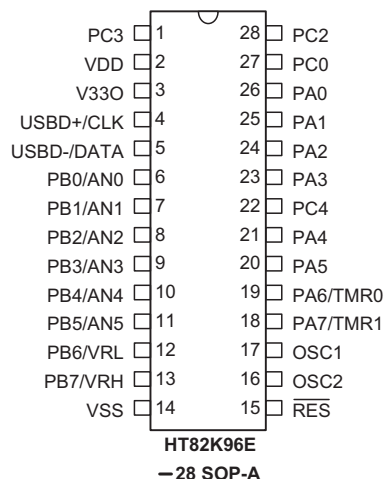 PC3 1 28 PC2
VDD 2 27 PC0
V33O 3 26 PA0
USBD+/CLK 4 25 PA1
USBD-/DATA 5 24 PA2
PB0/AN0 6 23 PA3
PB1/AN1 7 22 PC4
PB2/AN2 8 21 PA4
PB3/AN3 9 20 PA5
PB4/AN4 10 19 PA6/TMR0
PB5/AN5 11 18 PA7/TMR1
PB6/VRL 12 17 OSC1
PB7/VRH 13 16 OSC2
VSS 14 15 R̅E̅S̅
HT82K96E
–28 SOP-A